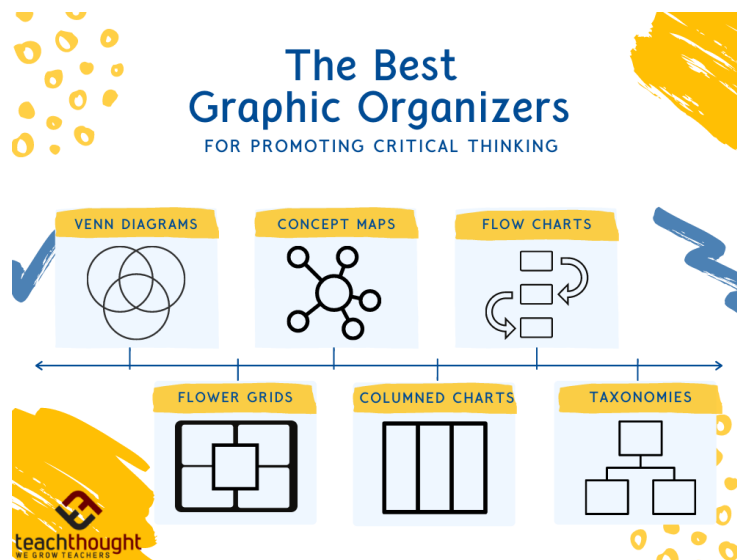 The Best
Graphic Organizers
FOR PROMOTING CRITICAL THINKING
VENN DIAGRAMS
CONCEPT MAPS
FLOW CHARTS
FLOWER GRIDS
COLUMNED CHARTS
TAXONOMIES
teachthought
WE GROW TEACHERS